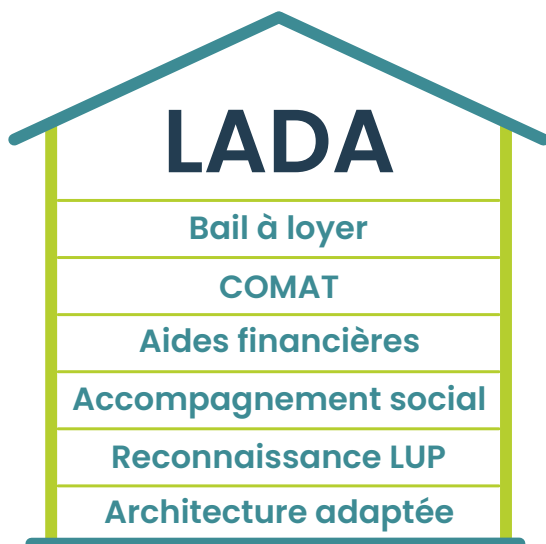 LADA
Bail à loyer
COMAT
Aides financières
Accompagnement social
Reconnaissance LUP
Architecture adaptée